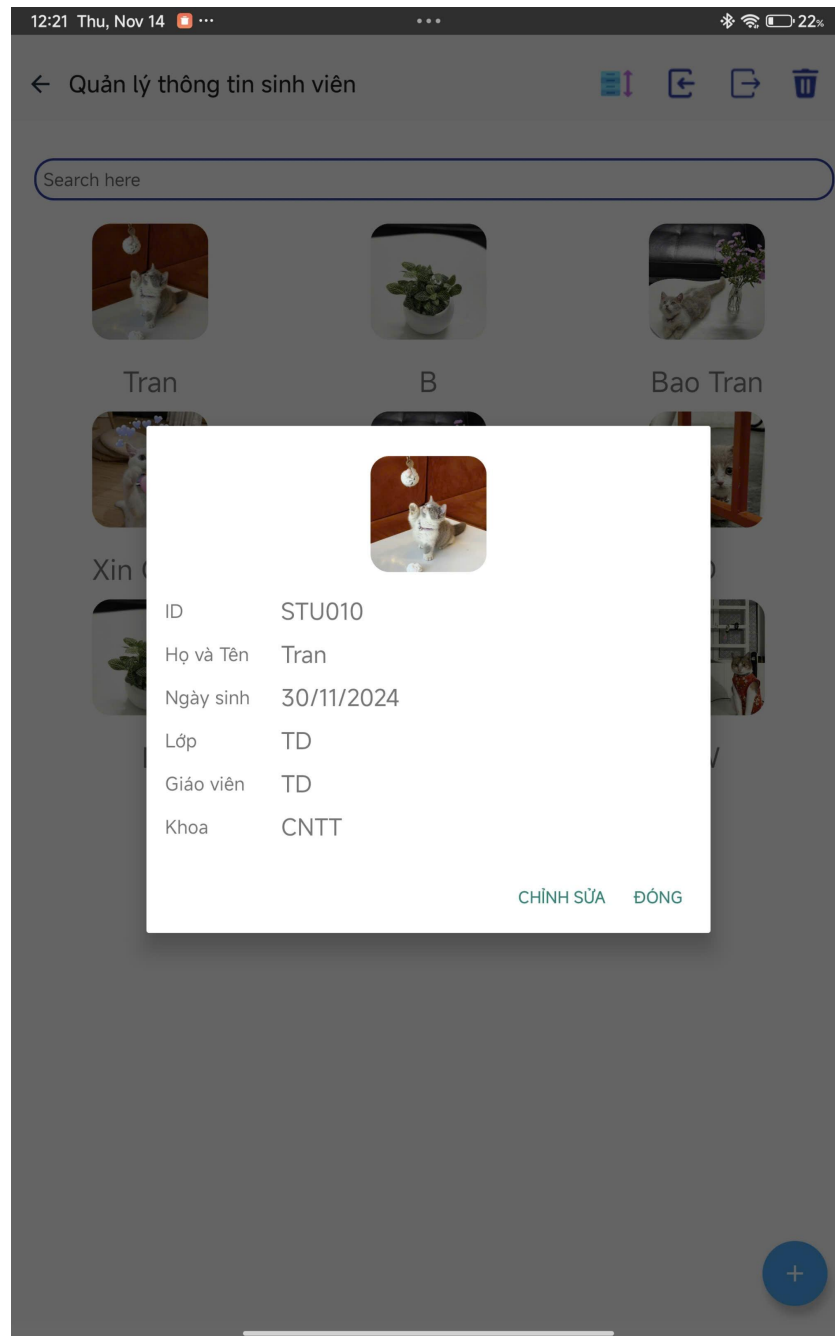 12:21 Thu, Nov 14
22%
Quản lý thông tin sinh viên
Search here
Tran B Bao Tran
Xin
ID STU010
Họ và Tên Tran
Ngày sinh 30/11/2024
Lớp TD
Giáo viên TD
Khoa CNTT
CHỈNH SỬA ĐÓNG